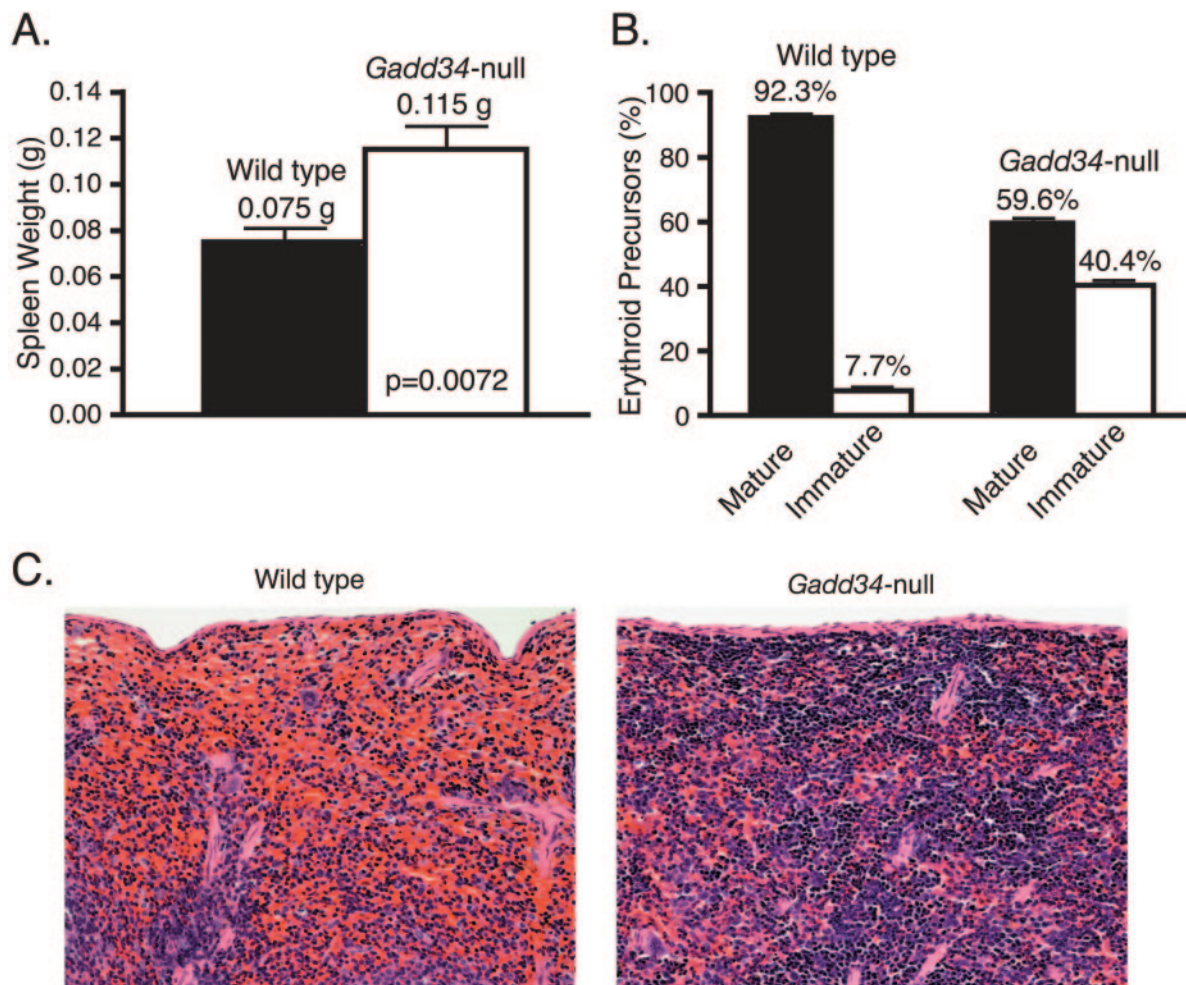 A.
Gadd34-null
0.115 g
Wild type
0.075 g
p=0.0072
Spleen Weight (g)
0.14
0.12
0.10
0.08
0.06
0.04
0.02
0.00
B.
Wild type
92.3%
7.7%
Gadd34-null
59.6%
40.4%
Erythroid Precursors (%)
100
80
60
40
20
0
Mature
Immature
Mature
Immature
C.
Wild type
Gadd34-null